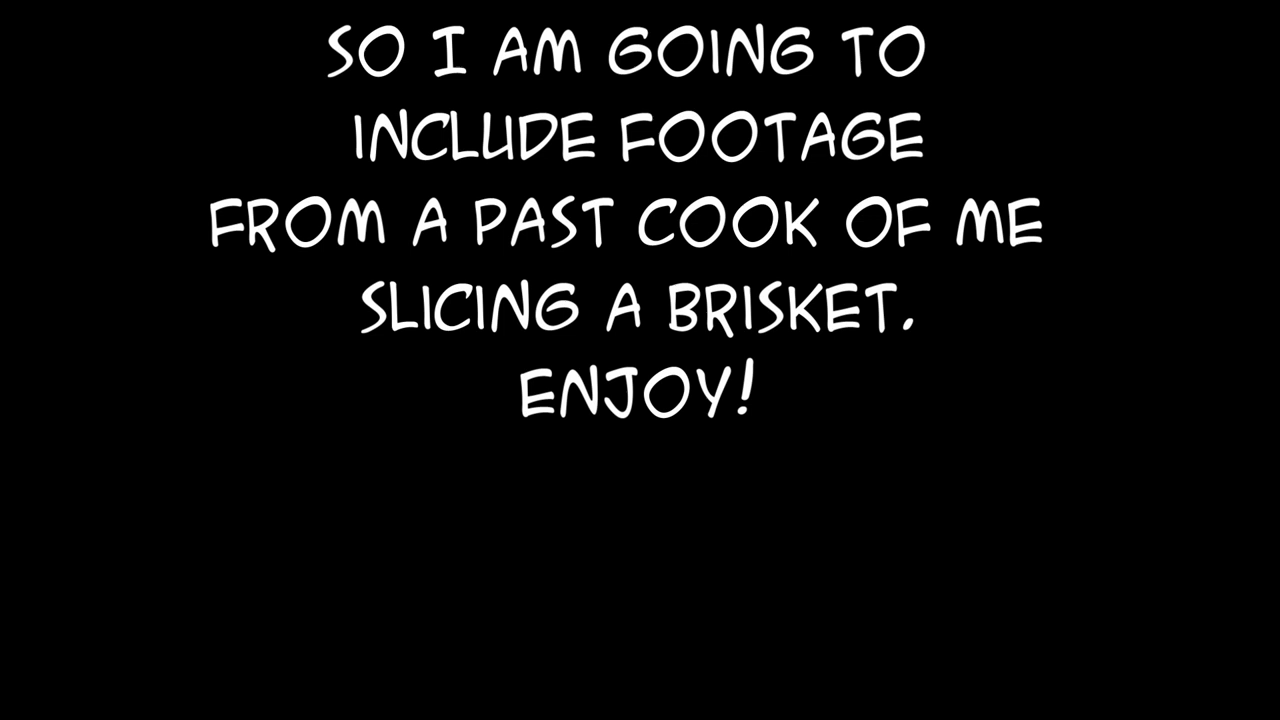 SO I AM GOING TO
INCLUDE FOOTAGE
FROM A PAST COOK OF ME
SLICING A BRISKET.
ENJOY!